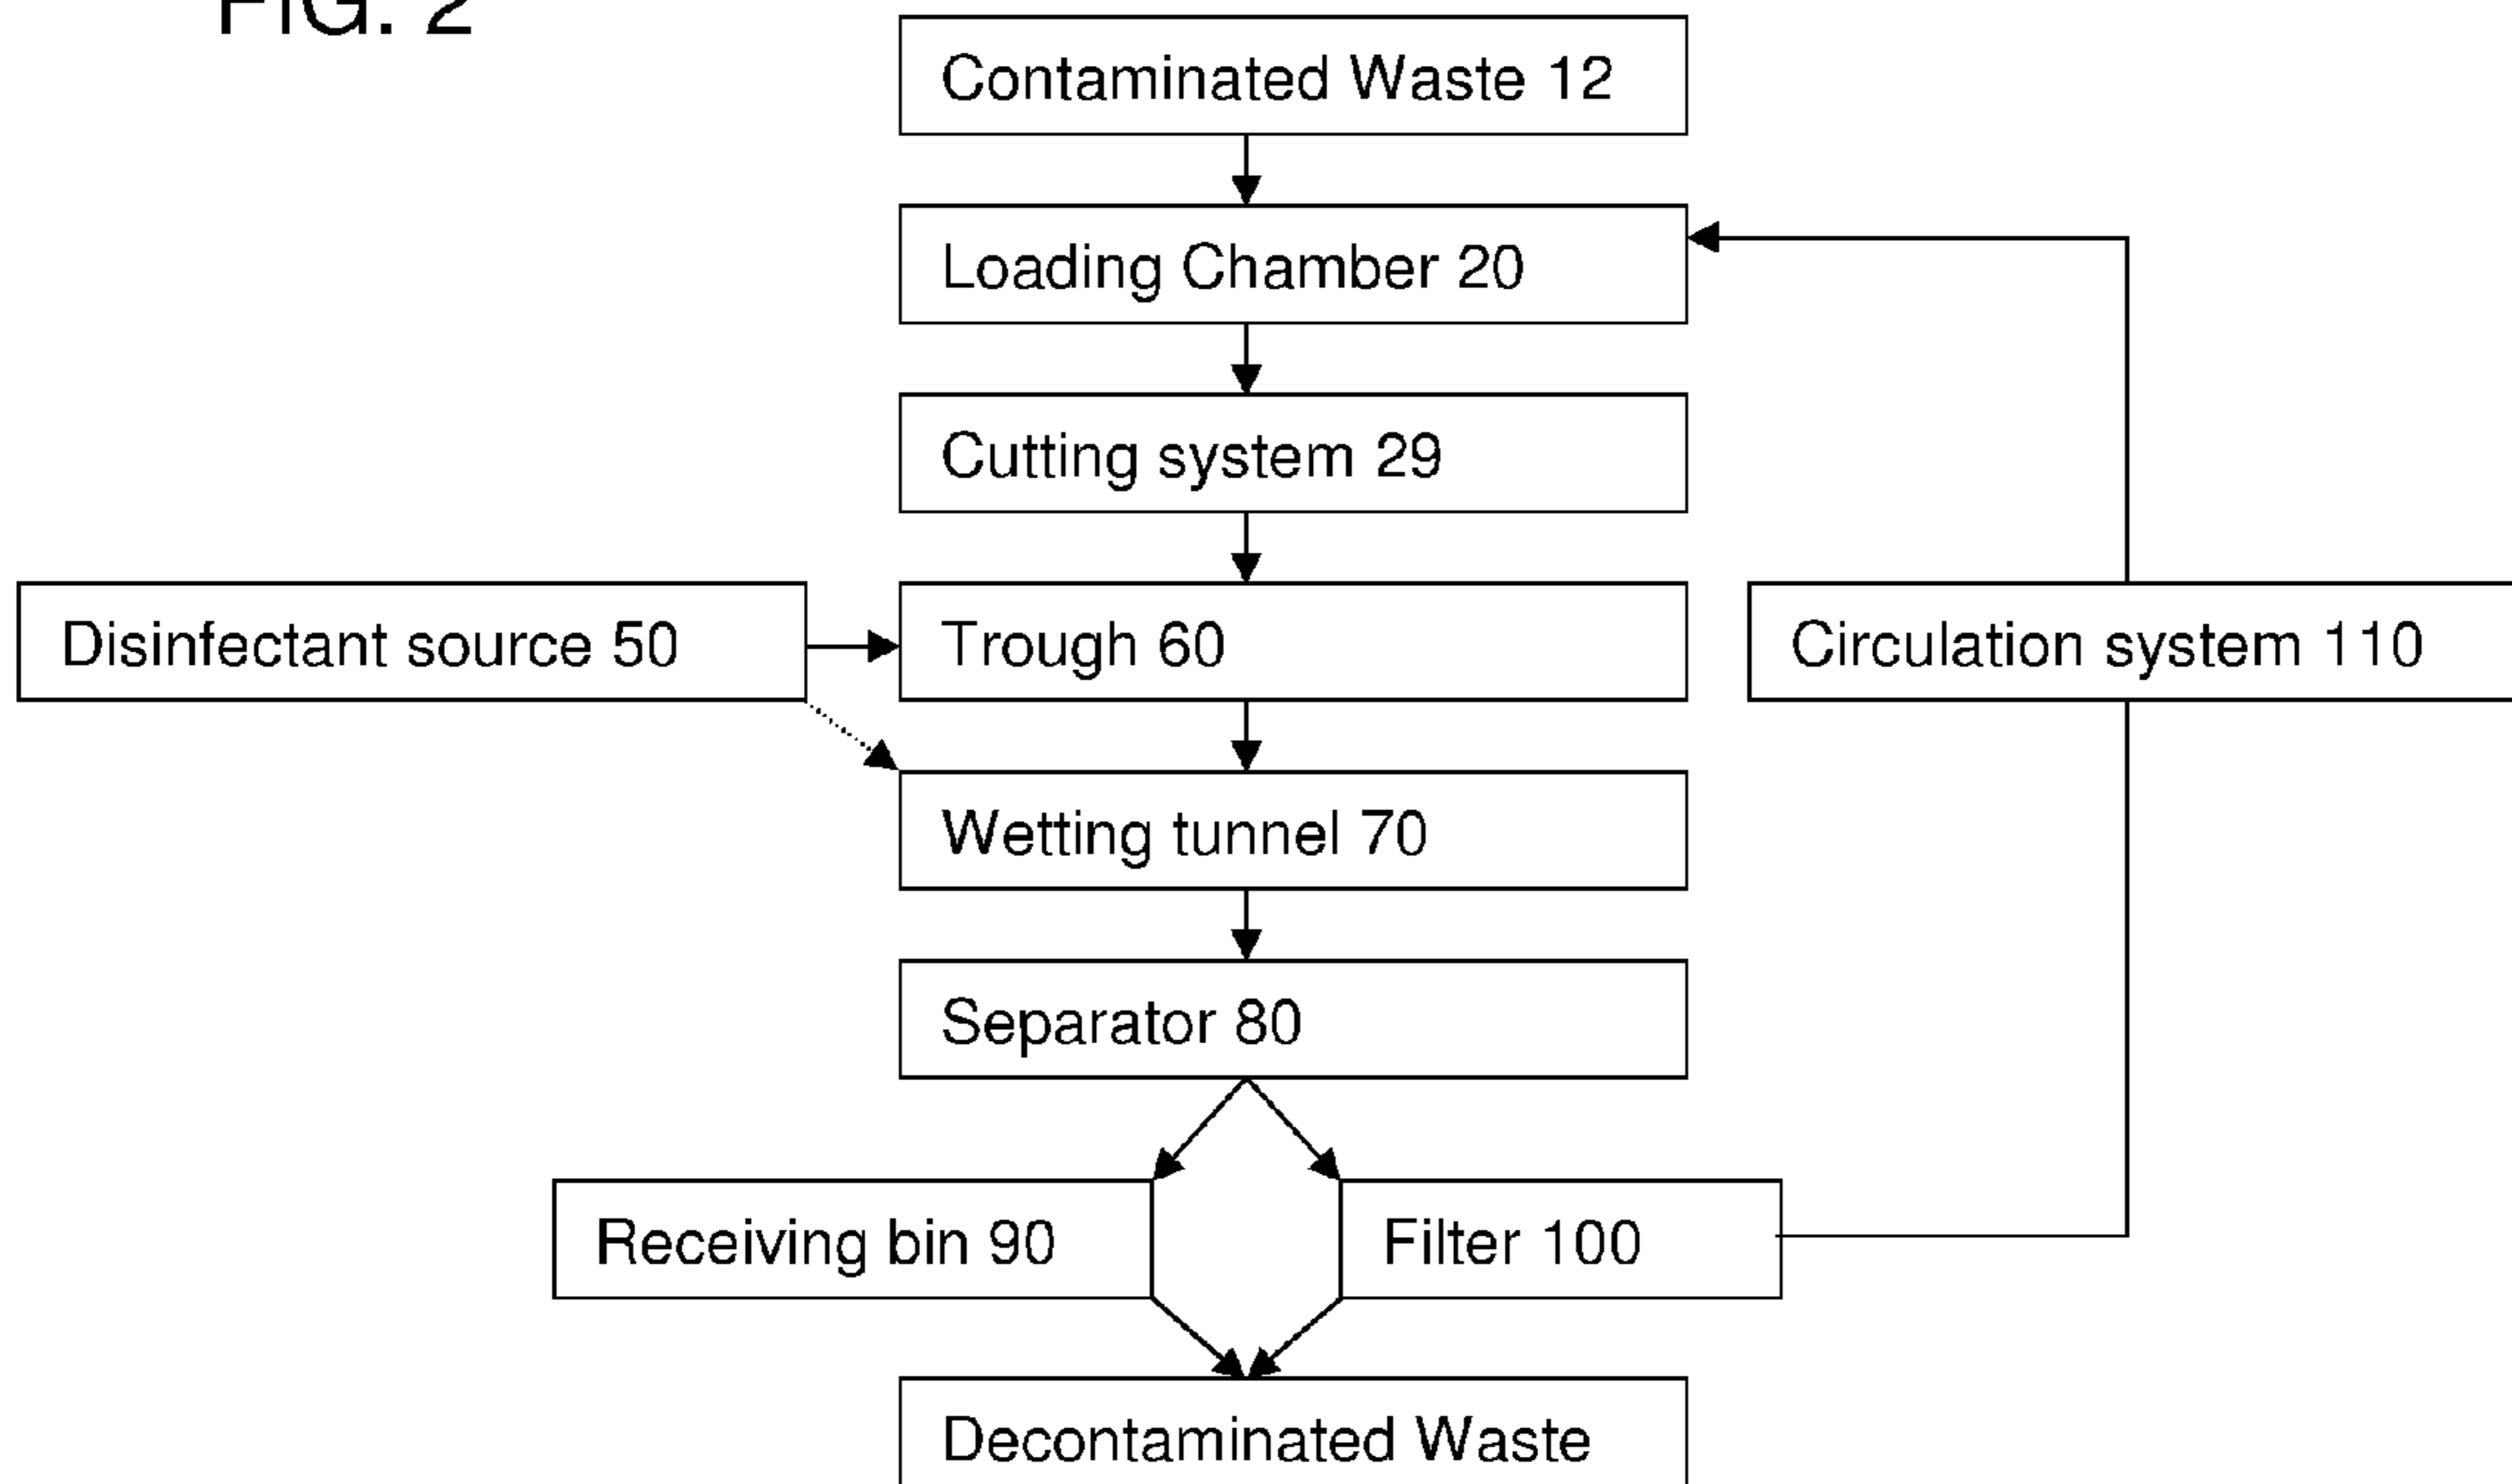 FIG. 2
Contaminated Waste 12
Loading Chamber 20
Cutting system 29
Disinfectant source 50
Trough 60
Circulation system 110
Wetting tunnel 70
Separator 80
Receiving bin 90
Filter 100
Decontaminated Waste